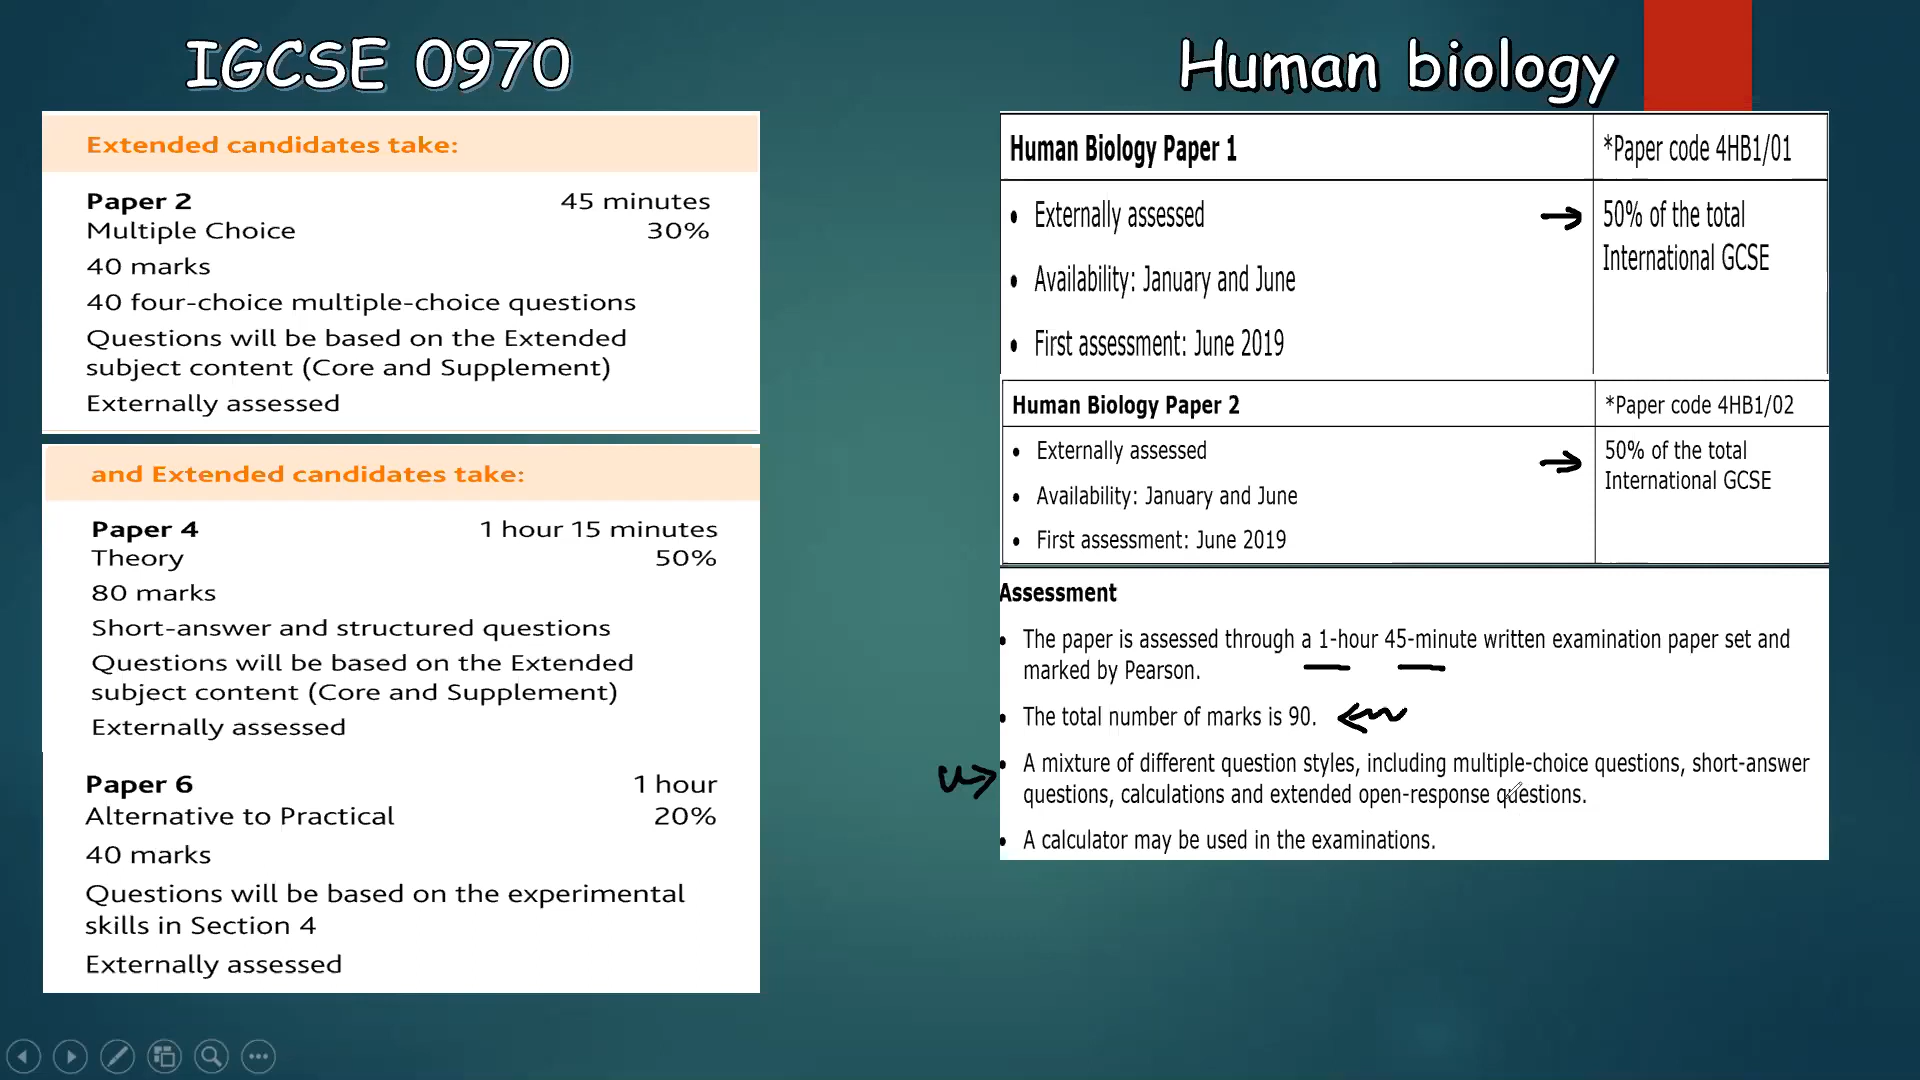 IGCSE 0970
Extended candidates take:
Paper 2 45 minutes
Multiple Choice 30%
40 marks
40 four-choice multiple-choice questions
Questions will be based on the Extended
subject content (Core and Supplement)
Externally assessed
and Extended candidates take:
Paper 4 1 hour 15 minutes
Theory 50%
80 marks
Short-answer and structured questions
Questions will be based on the Extended
subject content (Core and Supplement)
Externally assessed
Paper 6 1 hour
Alternative to Practical 20%
40 marks
Questions will be based on the experimental
skills in Section 4
Externally assessed
Human biology
Human Biology Paper 1 *Paper code 4HB1/01
• Externally assessed 50% of the total
International GCSE
• Availability: January and June
• First assessment: June 2019
Human Biology Paper 2 *Paper code 4HB1/02
• Externally assessed 50% of the total
International GCSE
• Availability: January and June
• First assessment: June 2019
Assessment
• The paper is assessed through a 1-hour 45-minute written examination paper set and
marked by Pearson.
• The total number of marks is 90.
• A mixture of different question styles, including multiple-choice questions, short-answer
questions, calculations and extended open-response questions.
• A calculator may be used in the examinations.